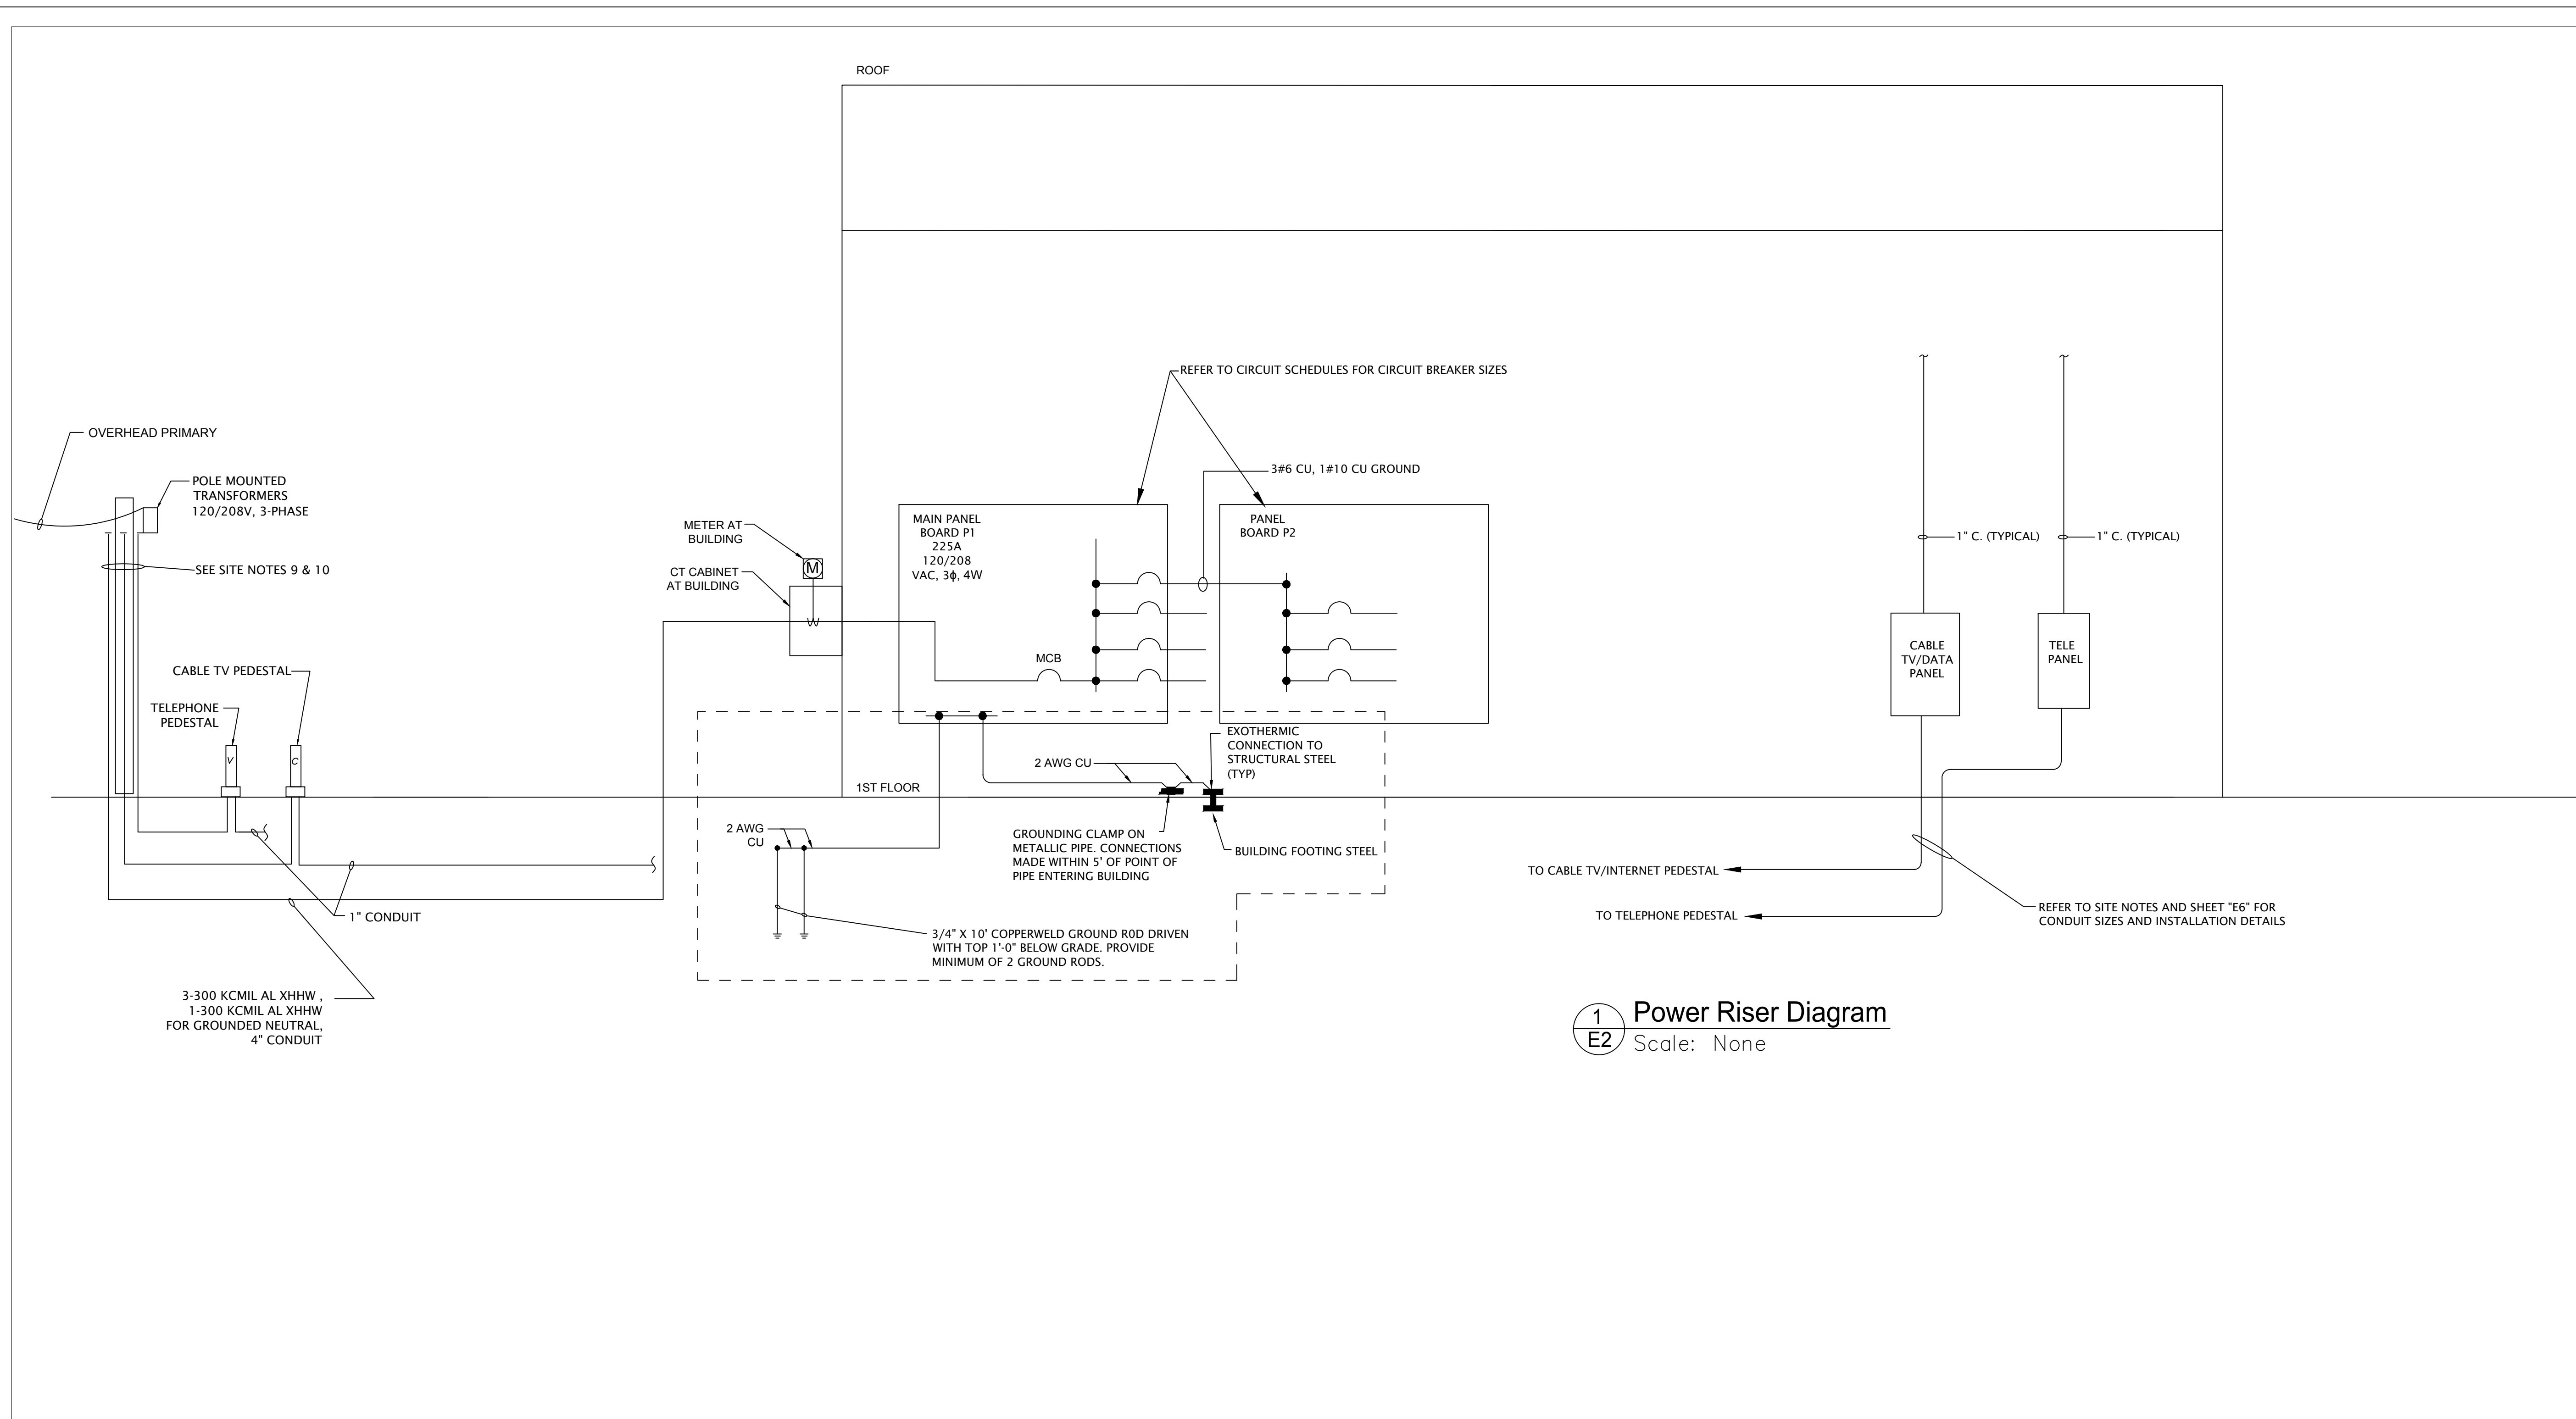 ROOF
REFER TO CIRCUIT SCHEDULES FOR CIRCUIT BREAKER SIZES
OVERHEAD PRIMARY
POLE MOUNTED
TRANSFORMERS
120/208V, 3-PHASE
SEE SITE NOTES 9 & 10
CABLE TV PEDESTAL
TELEPHONE
PEDESTAL
V
C
1" CONDUIT
3-300 KCMIL AL XHHW ,
1-300 KCMIL AL XHHW
FOR GROUNDED NEUTRAL,
4" CONDUIT
METER AT
BUILDING
M
CT CABINET
AT BUILDING
3#6 CU, 1#10 CU GROUND
MAIN PANEL
BOARD P1
225A
120/208
VAC, 3ϕ, 4W
MCB
PANEL
BOARD P2
EXOTHERMIC
CONNECTION TO
STRUCTURAL STEEL
(TYP)
2 AWG CU
1ST FLOOR
2 AWG
CU
GROUNDING CLAMP ON
METALLIC PIPE. CONNECTIONS
MADE WITHIN 5' OF POINT OF
PIPE ENTERING BUILDING
BUILDING FOOTING STEEL
3/4" X 10' COPPERWELD GROUND R0D DRIVEN
WITH TOP 1'-0" BELOW GRADE. PROVIDE
MINIMUM OF 2 GROUND RODS.
1" C. (TYPICAL)
1" C. (TYPICAL)
CABLE
TV/DATA
PANEL
TELE
PANEL
TO CABLE TV/INTERNET PEDESTAL
TO TELEPHONE PEDESTAL
REFER TO SITE NOTES AND SHEET "E6" FOR
CONDUIT SIZES AND INSTALLATION DETAILS
1
E2
Power Riser Diagram
Scale: None